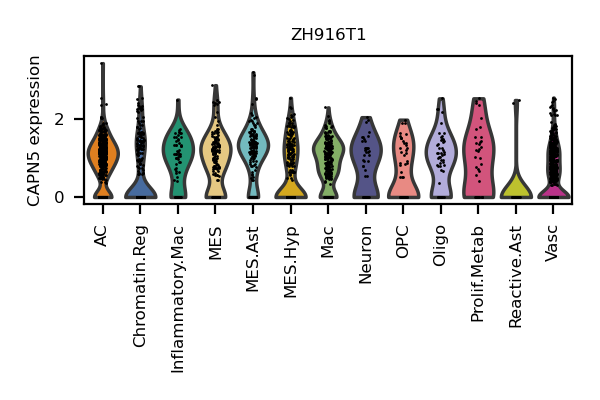 ZH916T1
CAPN5 expression
2
0
AC
Chromatin.Reg
Inflammatory.Mac
MES
MES.Ast
MES.Hyp
Mac
Neuron
OPC
Oligo
Prolif.Metab
Reactive.Ast
Vasc